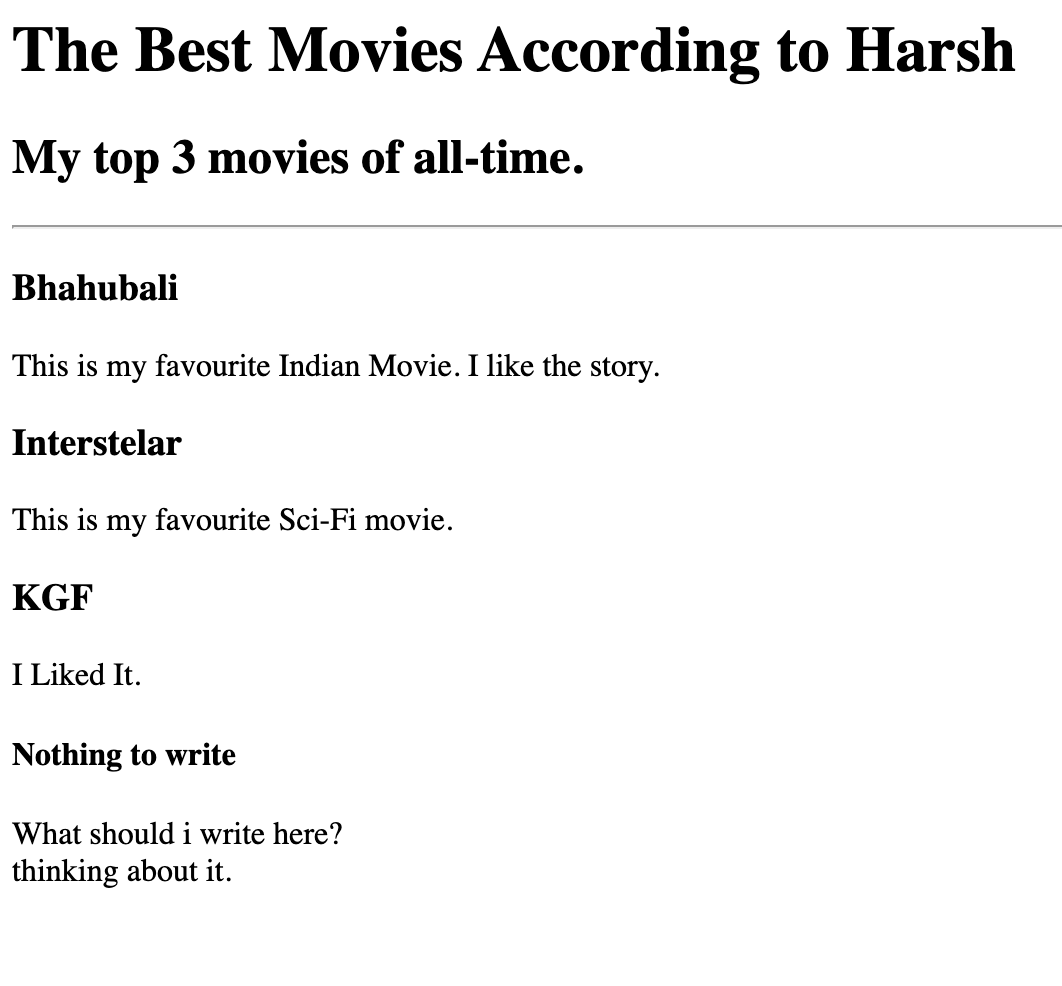 The Best Movies According to Harsh
My top 3 movies of all-time.
Bhahubali
This is my favourite Indian Movie. I like the story.
Interstelar
This is my favourite Sci-Fi movie.
KGF
I Liked It.
Nothing to write
What should i write here?
thinking about it.